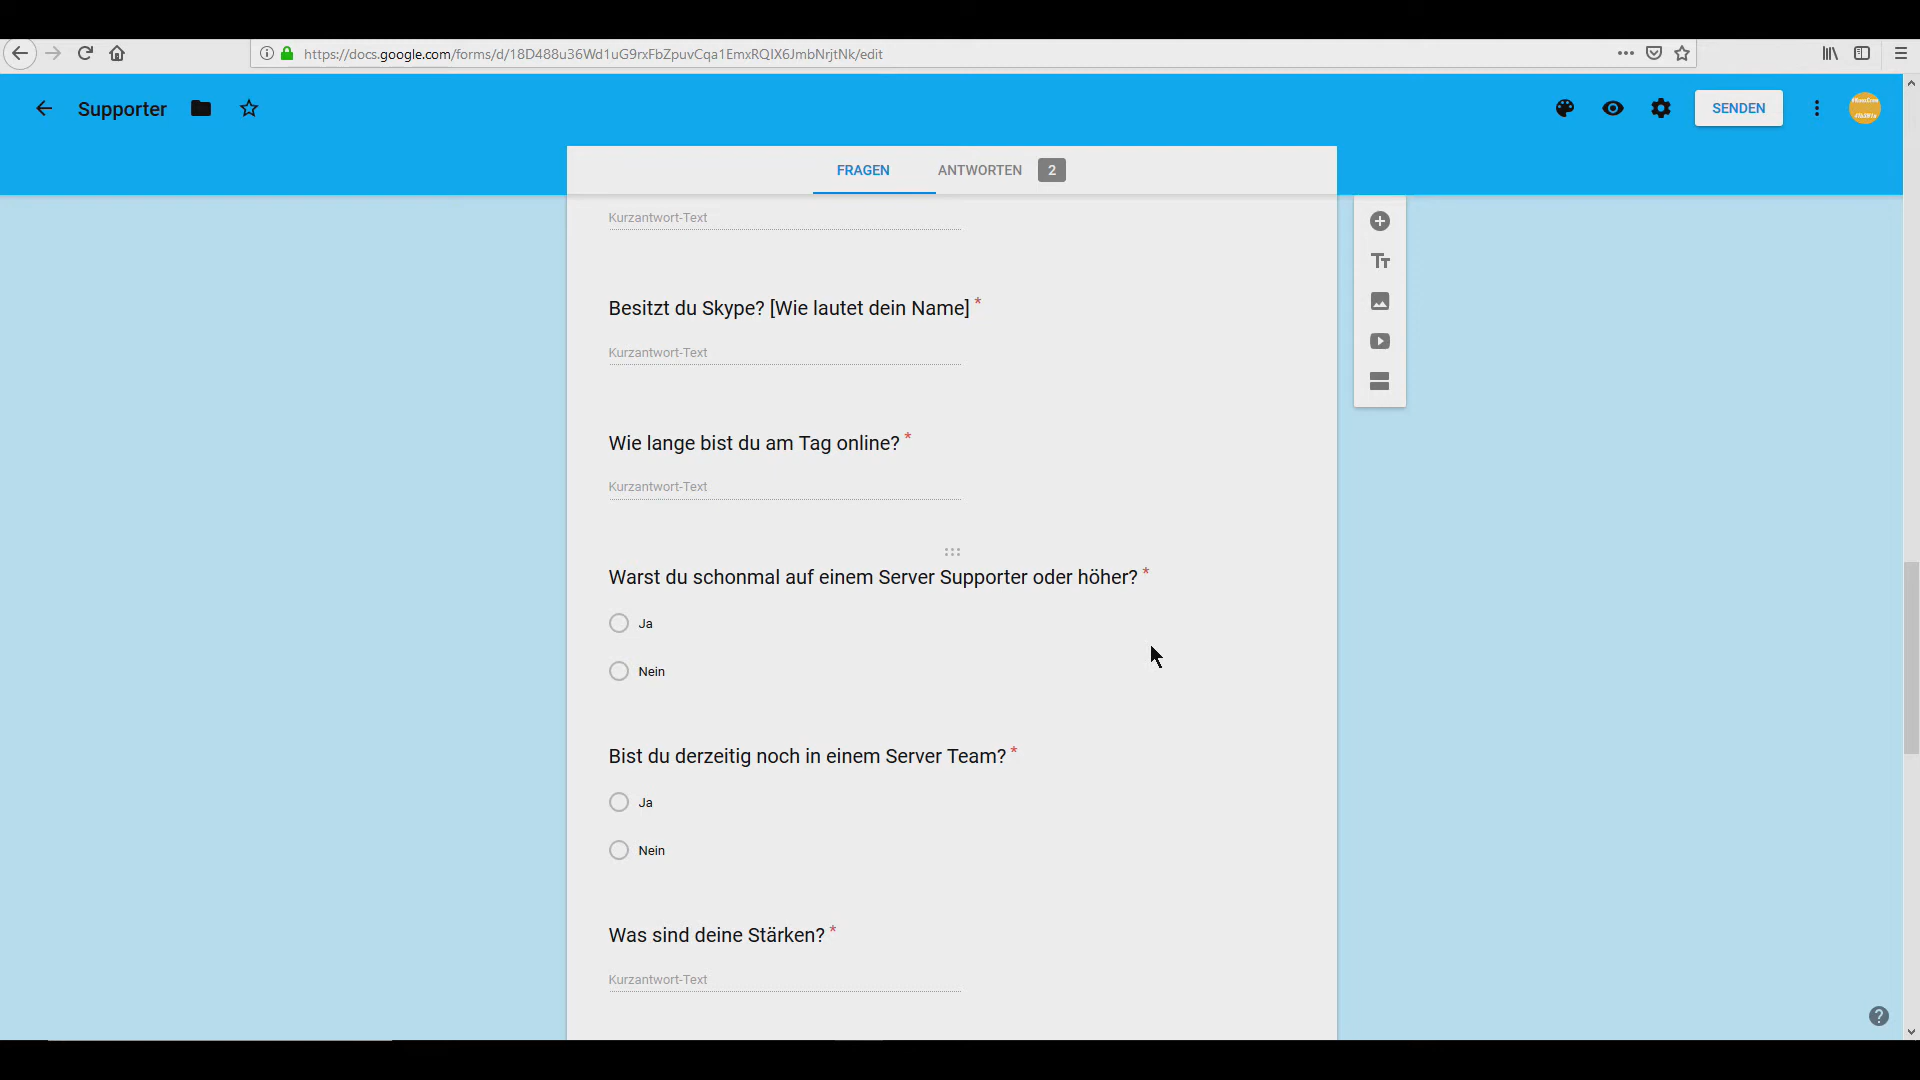 https://docs.google.com/forms/d/18D488u36Wd1uG9rxFbZpuvCqa1EmxRQIX6JmbNrjtNk/edit
Supporter
SENDEN
FRAGEN ANTWORTEN 2
Kurzantwort-Text
Besitzt du Skype? [Wie lautet dein Name] *
Kurzantwort-Text
Wie lange bist du am Tag online? *
Kurzantwort-Text
Warst du schonmal auf einem Server Supporter oder höher? *
Ja
Nein
Bist du derzeitig noch in einem Server Team? *
Ja
Nein
Was sind deine Stärken? *
Kurzantwort-Text